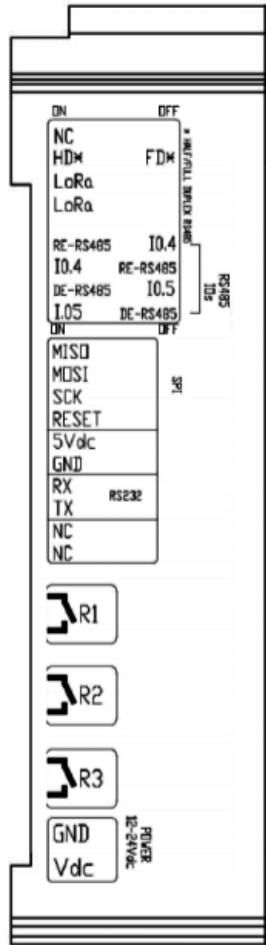 ON OFF
NC
HD* FD*
LoRa
LoRa
* HALF/FULL DUPLEX RS485
RE-RS485 I0.4
I0.4 RE-RS485
DE-RS485 I0.5
I.05 DE-RS485
RS485
IOs
ON OFF
MISO
MOSI
SCK
RESET
SPI
5Vdc
GND
RX
TX
RS232
NC
NC
R1
R2
R3
GND
Vdc
POWER
12-24Vdc